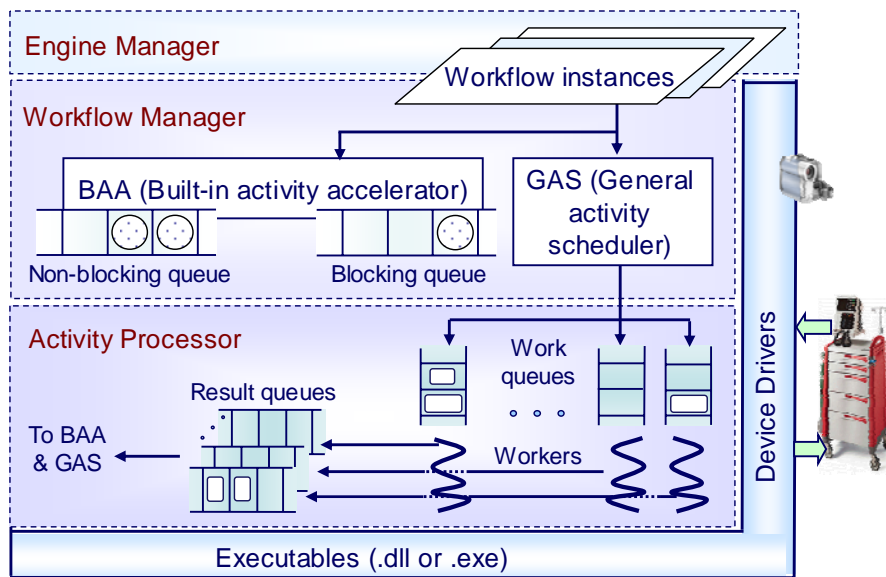 Engine Manager
Workflow instances
Workflow Manager
BAA (Built-in activity accelerator)
GAS (General
activity
scheduler)
Non-blocking queue
Blocking queue
Activity Processor
Work
queues
Result queues
To BAA
& GAS
Workers
Device Drivers
Executables (.dll or .exe)